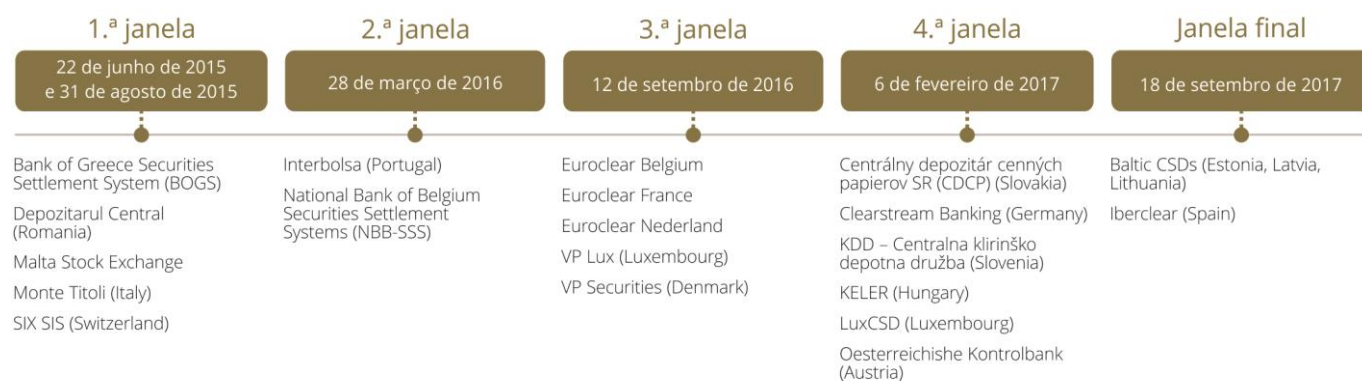 1.ª janela
22 de junho de 2015
e 31 de agosto de 2015
Bank of Greece Securities
Settlement System (BOGS)
Depozitarul Central
(Romania)
Malta Stock Exchange
Monte Titoli (Italy)
SIX SIS (Switzerland)
2.ª janela
28 de março de 2016
Interbolsa (Portugal)
National Bank of Belgium
Securities Settlement
Systems (NBB-SSS)
3.ª janela
12 de setembro de 2016
Euroclear Belgium
Euroclear France
Euroclear Nederland
VP Lux (Luxembourg)
VP Securities (Denmark)
4.ª janela
6 de fevereiro de 2017
Centrálny depozitár cenných
papierov SR (CDCP) (Slovakia)
Clearstream Banking (Germany)
KDD – Centralna klirinško
depotna družba (Slovenia)
KELER (Hungary)
LuxCSD (Luxembourg)
Oesterreichishe Kontrolbank
(Austria)
Janela final
18 de setembro de 2017
Baltic CSDs (Estonia, Latvia,
Lithuania)
Iberclear (Spain)